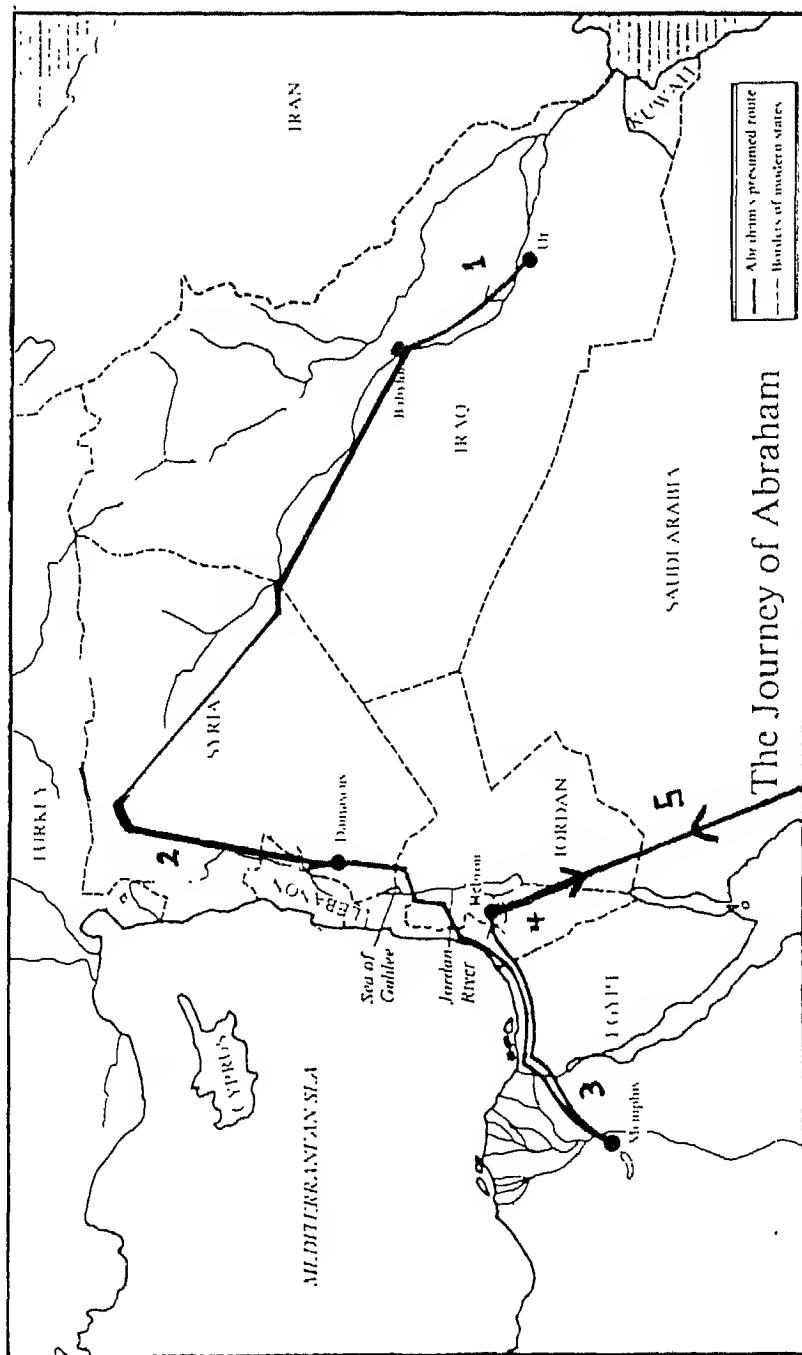 TURKEY
IRAN
CYPRUS
SYRIA
LEBANON
MEDITERRANEAN SEA
Damascus
Sea of
Galilee
Jordan
River
Hebron
JORDAN
IRAQ
Babylon
Ur
KUWAIT
EGYPT
Memphis
SAUDI ARABIA
1
2
3
4
5
The Journey of Abraham
Abraham's presumed route
Borders of modern states